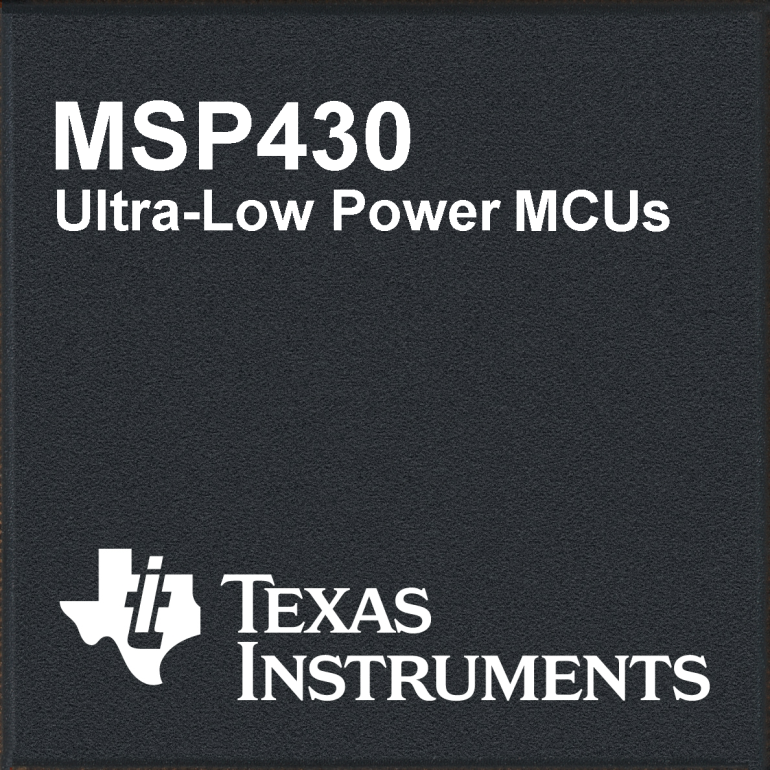 MSP430
Ultra-Low Power MCUs
TEXAS
INSTRUMENTS